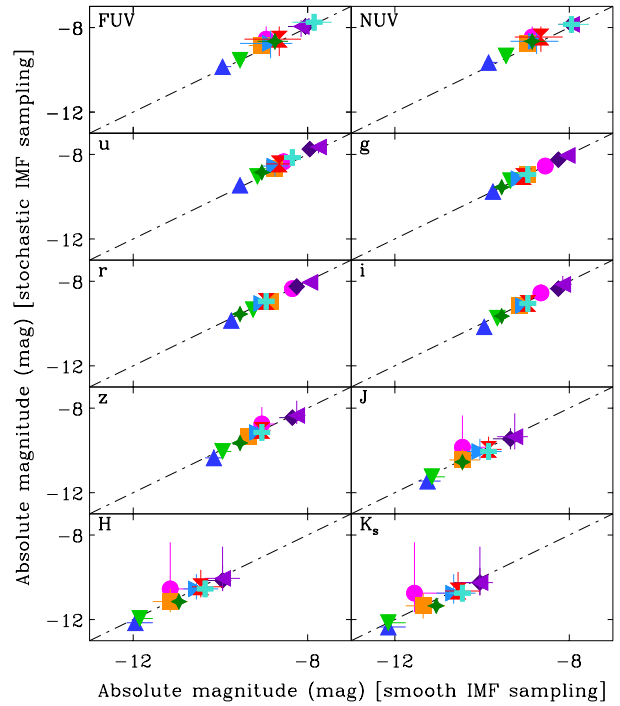 FUV
NUV
−8
−12
u
g
−8
−12
r
i
−8
−12
z
J
−8
−12
H
K_s
−8
−12
−12
−8
−12
−8
Absolute magnitude (mag) [stochastic IMF sampling]
Absolute magnitude (mag) [smooth IMF sampling]